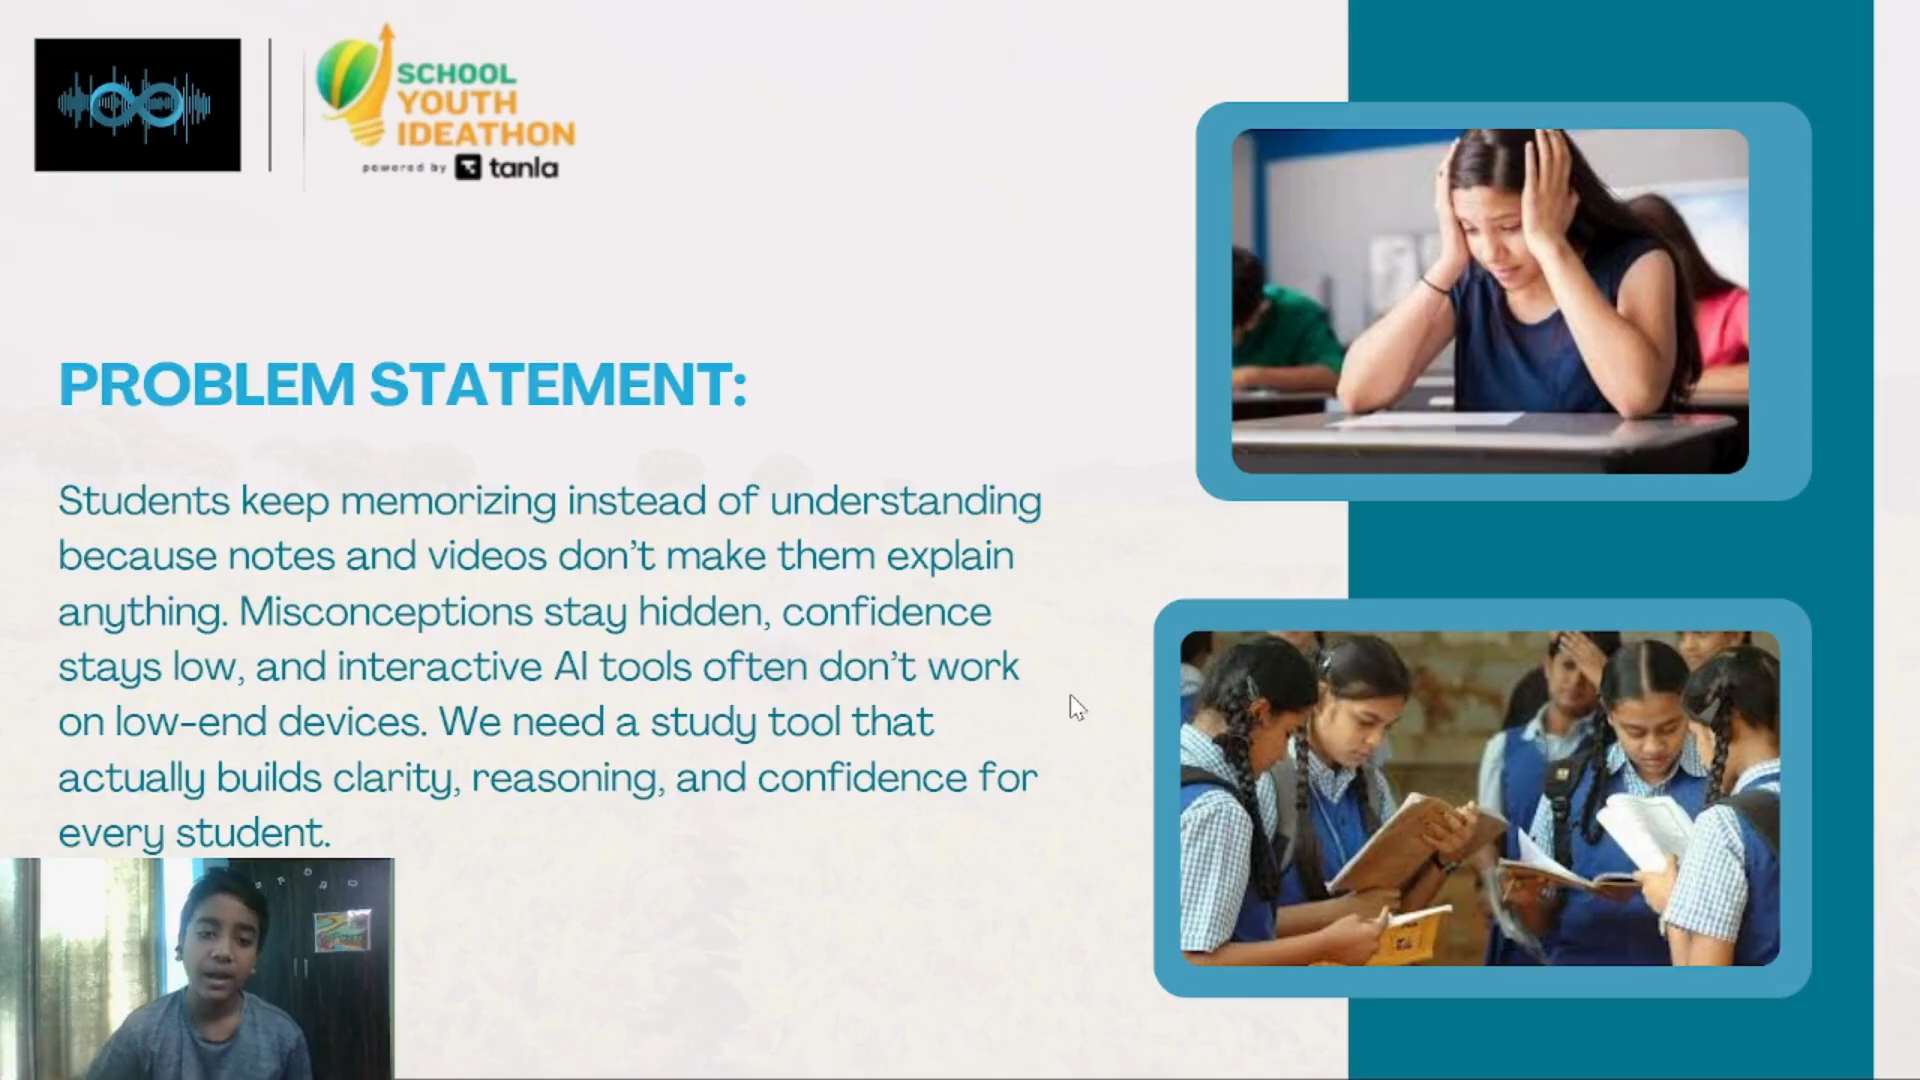 SCHOOL
YOUTH
IDEATHON
powered by tanla
PROBLEM STATEMENT:
Students keep memorizing instead of understanding
because notes and videos don't make them explain
anything. Misconceptions stay hidden, confidence
stays low, and interactive AI tools often don't work
on low-end devices. We need a study tool that
actually builds clarity, reasoning, and confidence for
every student.